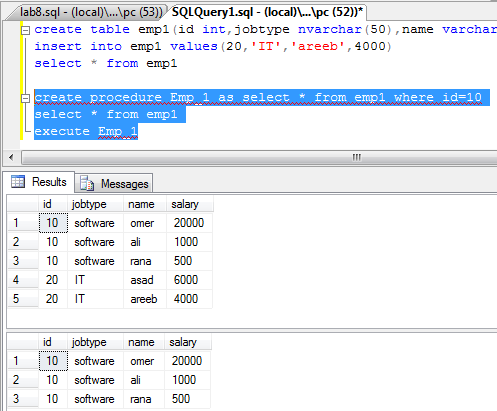 lab8.sql - (local)\...\pc (53))
SQLQuery1.sql - (local)\...\pc (52))*
create table emp1(id int,jobtype nvarchar(50),name varchar
insert into emp1 values(20,'IT','areeb',4000)
select * from emp1
create procedure Emp_1 as select * from emp1 where id=10
select * from emp1
execute Emp_1
Results Messages
id jobtype name salary
1 10 software omer 20000
2 10 software ali 1000
3 10 software rana 500
4 20 IT asad 6000
5 20 IT areeb 4000
id jobtype name salary
1 10 software omer 20000
2 10 software ali 1000
3 10 software rana 500